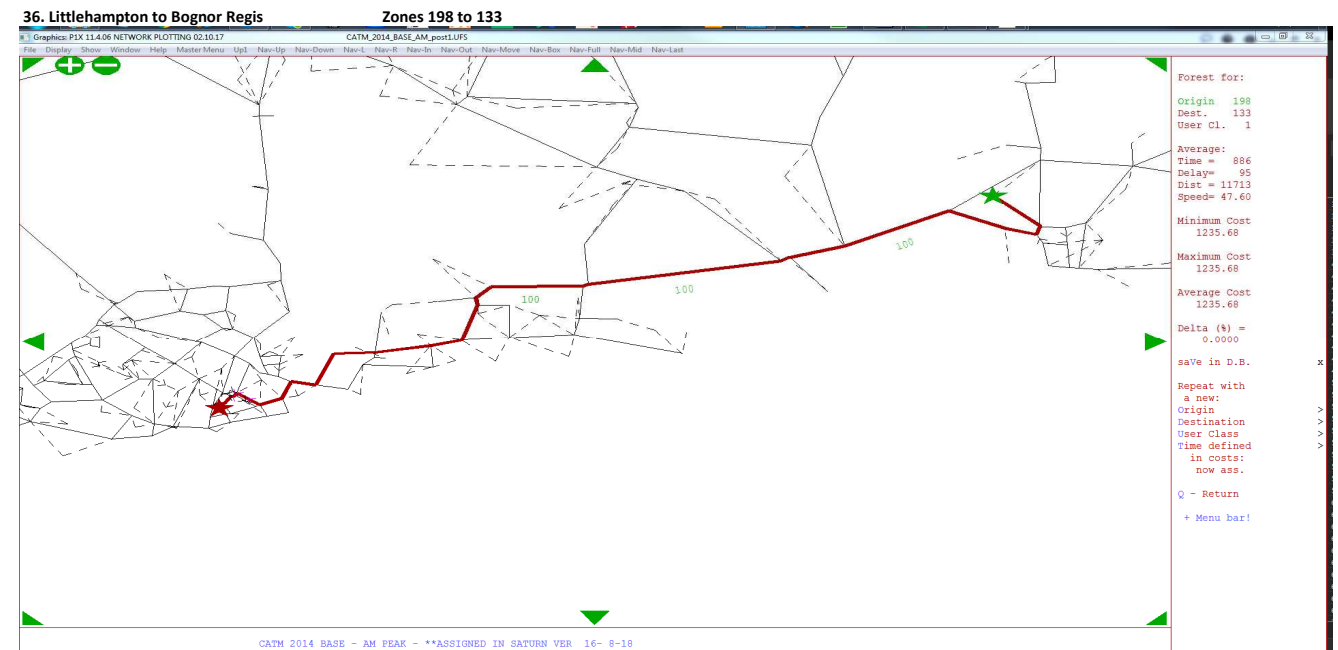 36. Littlehampton to Bognor Regis Zones 198 to 133
Graphics: P1X 11.4.06 NETWORK PLOTTING 02.10.17 CATM_2014_BASE_AM_post1.UFS
File Display Show Window Help Master Menu Up1 Nav-Up Nav-Down Nav-L Nav-R Nav-In Nav-Out Nav-Move Nav-Box Nav-Full Nav-Mid Nav-Last
Forest for:
Origin 198
Dest. 133
User Cl. 1
Average:
Time = 886
Delay= 95
Dist = 11713
Speed= 47.60
Minimum Cost
1235.68
Maximum Cost
1235.68
Average Cost
1235.68
Delta (%) =
0.0000
saVe in D.B. x
Repeat with
a new:
Origin >
Destination >
User Class >
Time defined >
in costs:
now ass.
Q - Return
+ Menu bar!
100
100
100
CATM 2014 BASE - AM PEAK - **ASSIGNED IN SATURN VER 16- 8-18